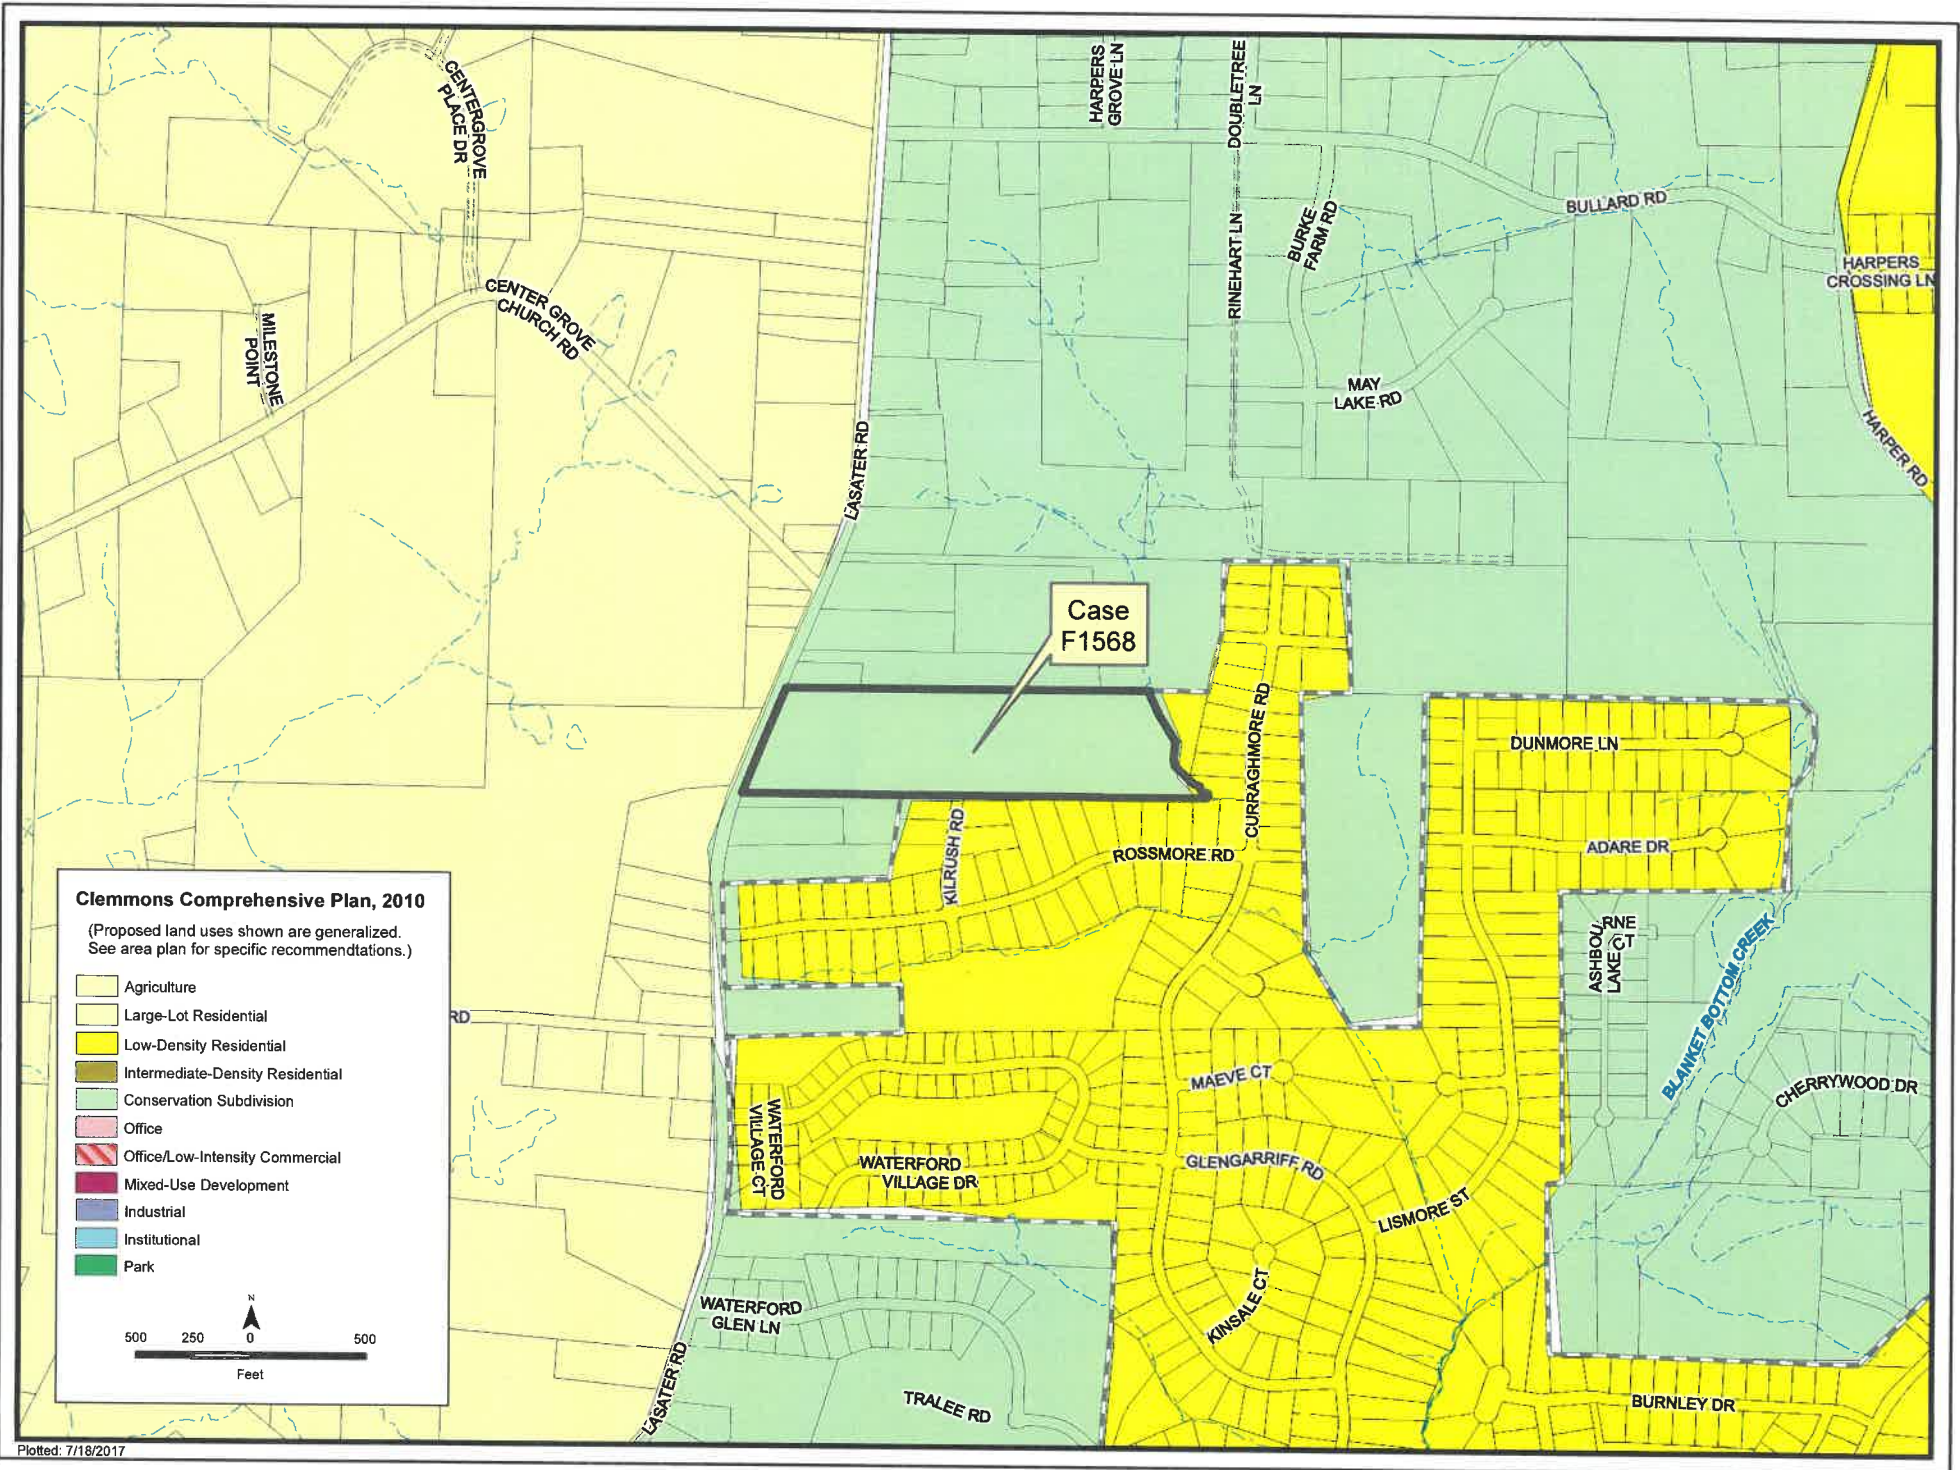 HARPERS
GROVE LN
DOUBLETREE
LN
CENTERGROVE
PLACE DR
BULLARD RD
RINEHART LN
BURKE
FARM RD
HARPERS
CROSSING LN
CENTER GROVE
CHURCH RD
MILESTONE
POINT
MAY
LAKE RD
LASATER RD
HARPER RD
Case
F1568
CURRAGHMORE RD
DUNMORE LN
KILRUSH RD
ROSSMORE RD
ADARE DR
ASHBOURNE
LAKE CT
BLANKET BOTTOM CREEK
RD
MAEVE CT
CHERRYWOOD DR
WATERFORD
VILLAGE CT
WATERFORD
VILLAGE DR
GLENGARRIFF RD
LISMORE ST
KINSALE CT
WATERFORD
GLEN LN
LASATER RD
TRALEE RD
BURNLEY DR
Clemmons Comprehensive Plan, 2010
(Proposed land uses shown are generalized.
See area plan for specific recommendtations.)
Agriculture
Large-Lot Residential
Low-Density Residential
Intermediate-Density Residential
Conservation Subdivision
Office
Office/Low-Intensity Commercial
Mixed-Use Development
Industrial
Institutional
Park
N
500 250 0 500
Feet
Plotted: 7/18/2017